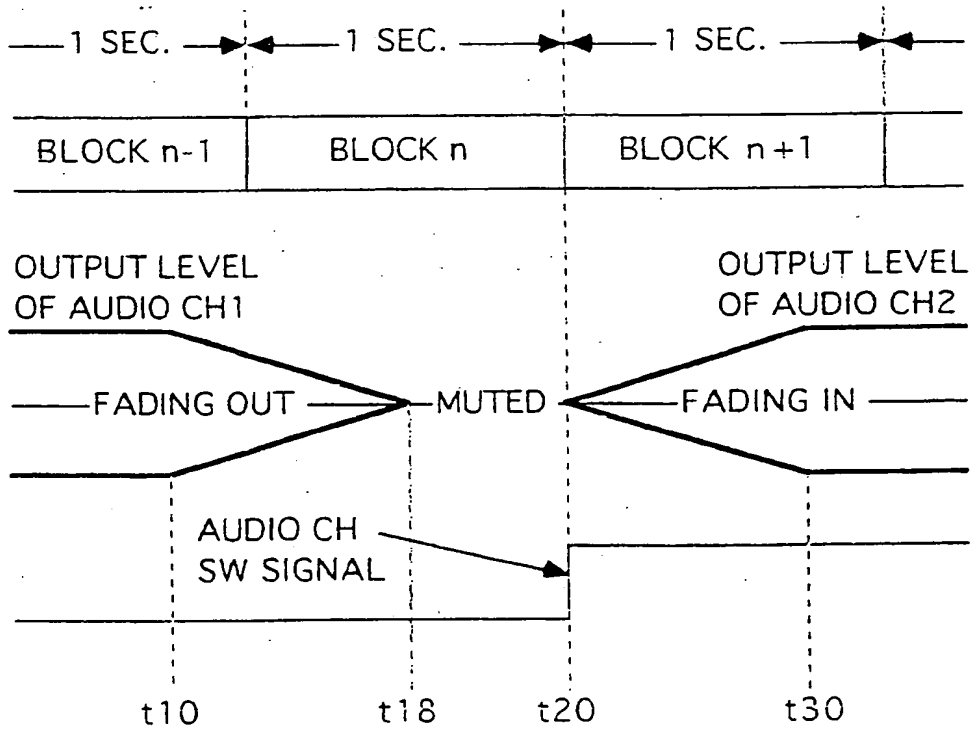 1 SEC. 1 SEC. 1 SEC.
BLOCK n-1 BLOCK n BLOCK n+1
OUTPUT LEVEL
OF AUDIO CH1
OUTPUT LEVEL
OF AUDIO CH2
FADING OUT MUTED FADING IN
AUDIO CH
SW SIGNAL
t10 t18 t20 t30